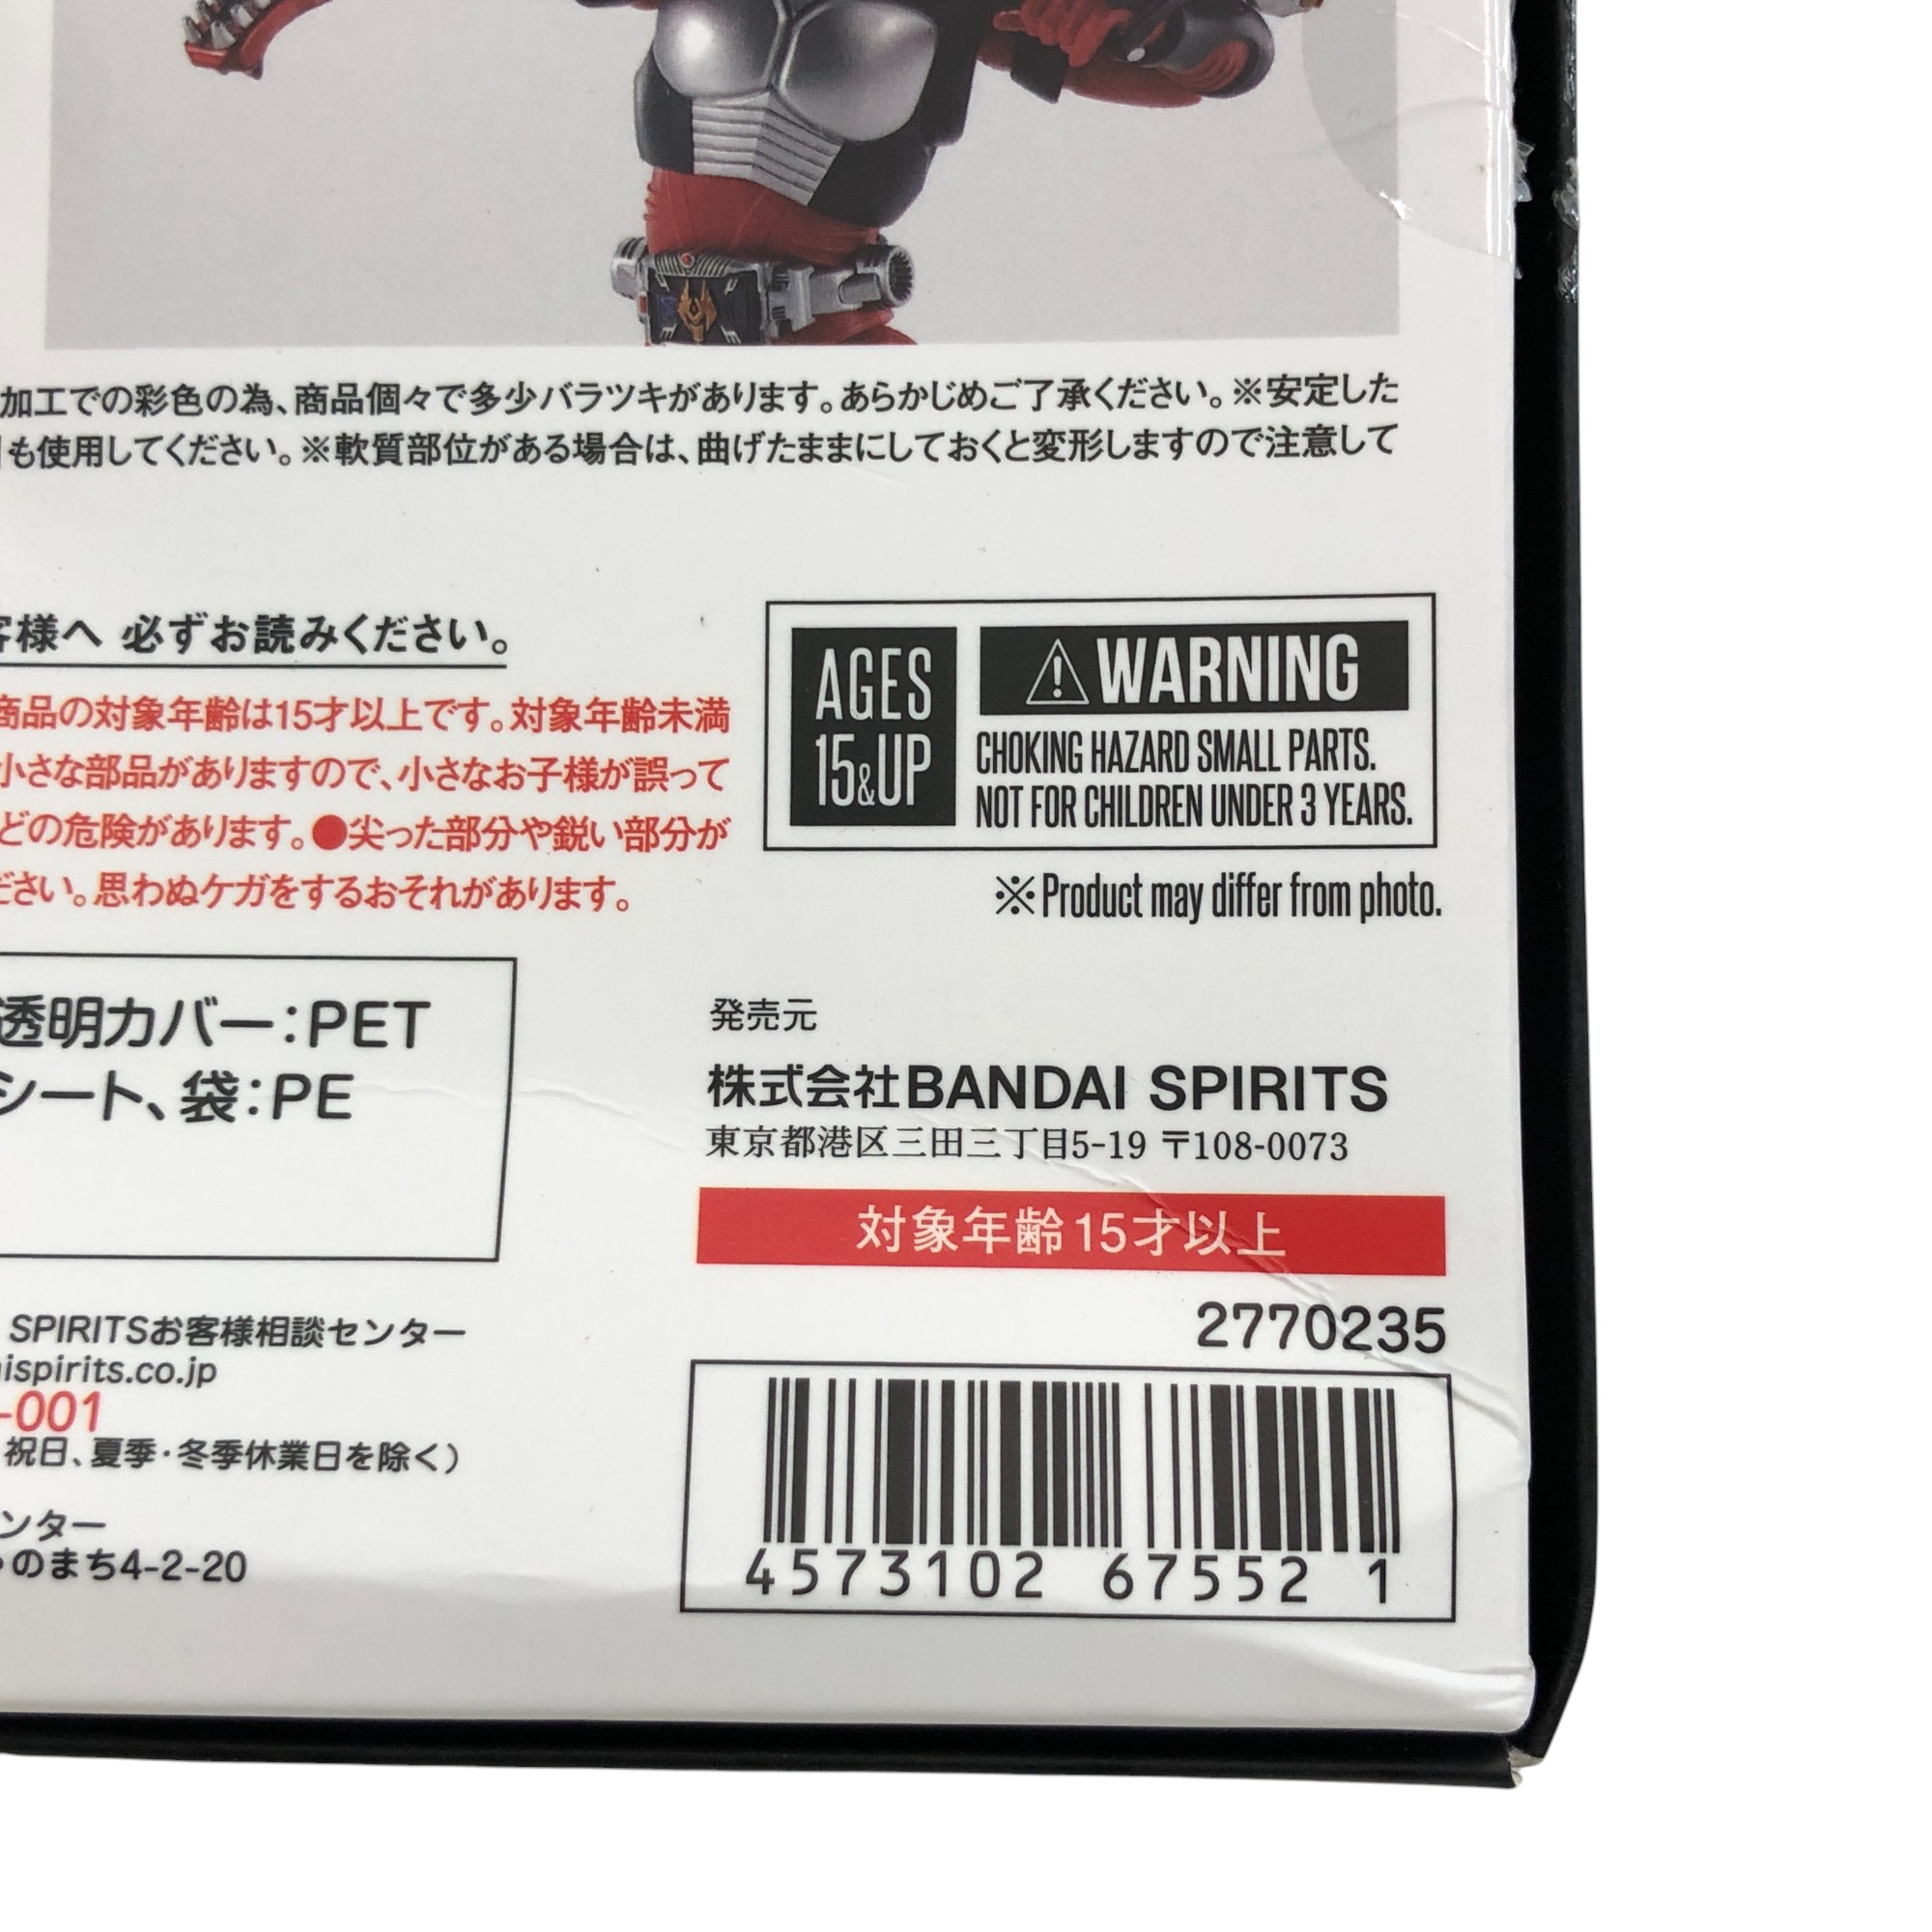 加工での彩色の為、商品個々で多少バラツキがあります。あらかじめご了承ください。※安定した
も使用してください。※軟質部位がある場合は、曲げたままにしておくと変形しますので注意して
客様へ 必ずお読みください。
商品の対象年齢は15才以上です。対象年齢未満
小さな部品がありますので、小さなお子様が誤って
どの危険があります。●尖った部分や鋭い部分が
ださい。思わぬケガをするおそれがあります。
AGES
15&UP
⚠WARNING
CHOKING HAZARD SMALL PARTS.
NOT FOR CHILDREN UNDER 3 YEARS.
※Product may differ from photo.
透明カバー:PET
シート、袋:PE
発売元
株式会社BANDAI SPIRITS
東京都港区三田三丁目5-19 〒108-0073
対象年齢15才以上
2770235
4573102 67552 1
SPIRITSお客様相談センター
ispirits.co.jp
-001
祝日、夏季・冬季休業日を除く)
ンター
のまち4-2-20